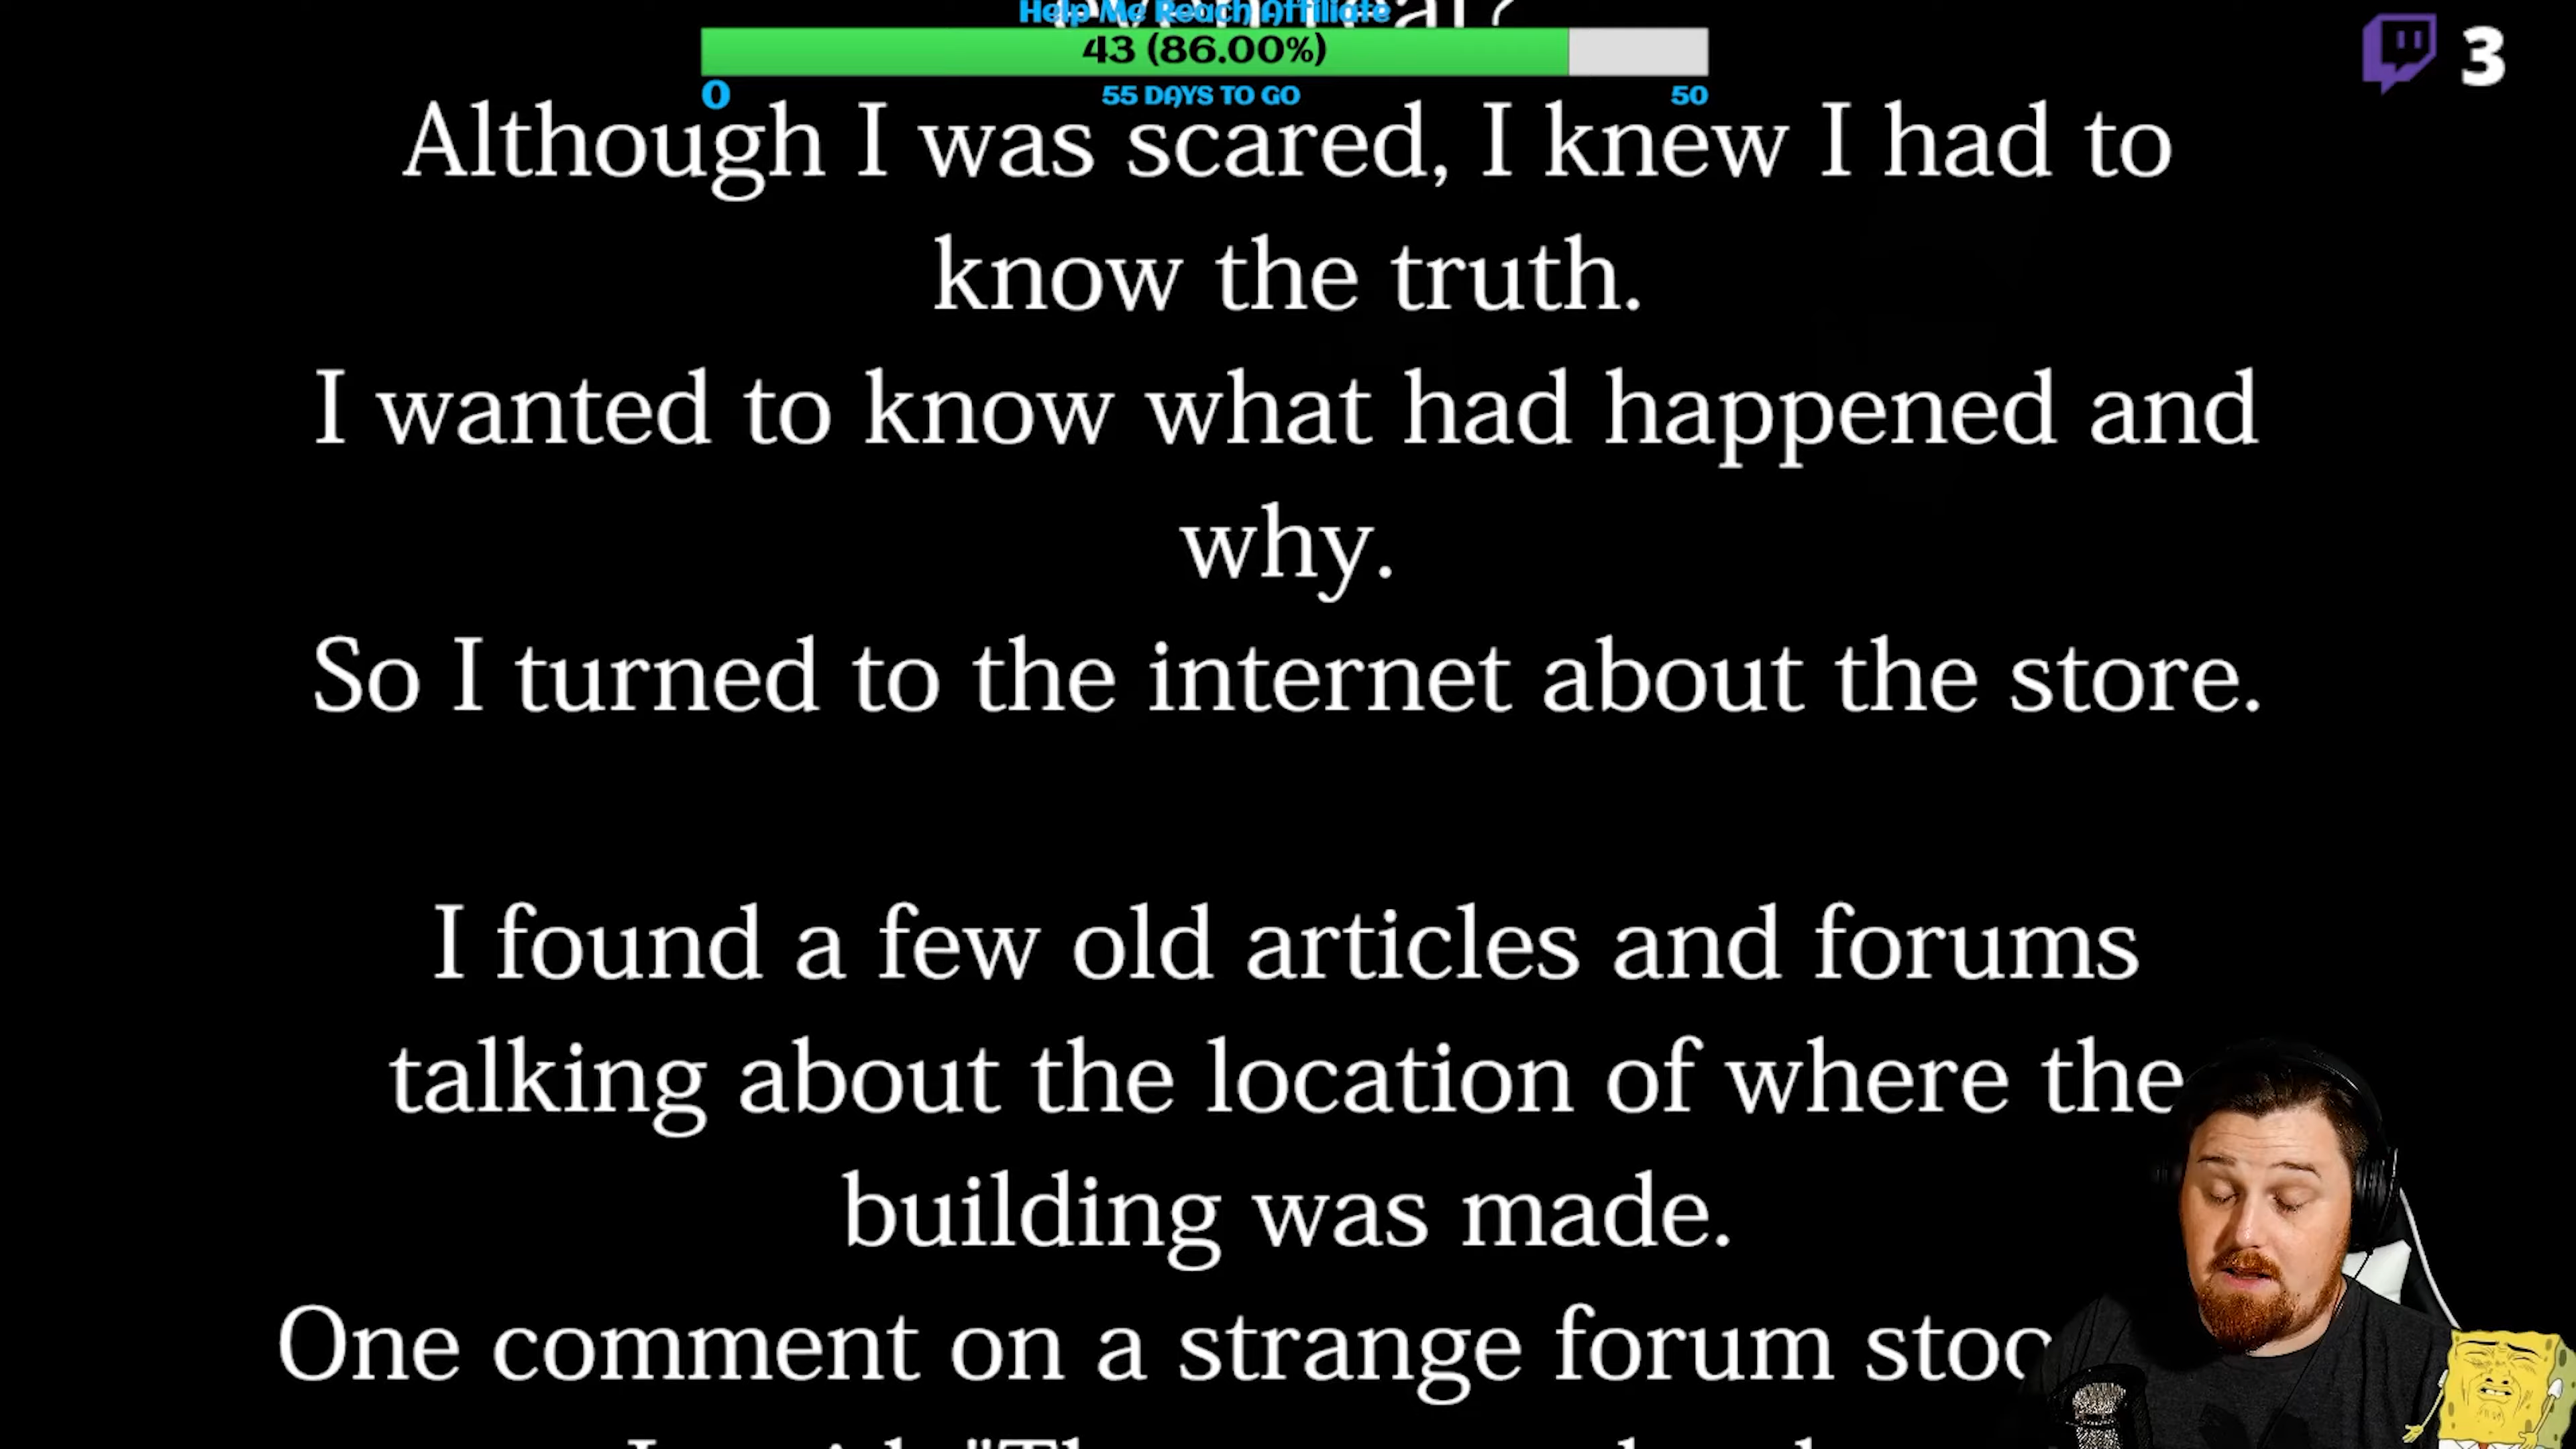 Help Me Reach Affiliate
43 (86.00%)
0
55 DAYS TO GO
50
3
Although I was scared, I knew I had to
know the truth.
I wanted to know what had happened and
why.
So I turned to the internet about the store.
I found a few old articles and forums
talking about the location of where the
building was made.
One comment on a strange forum